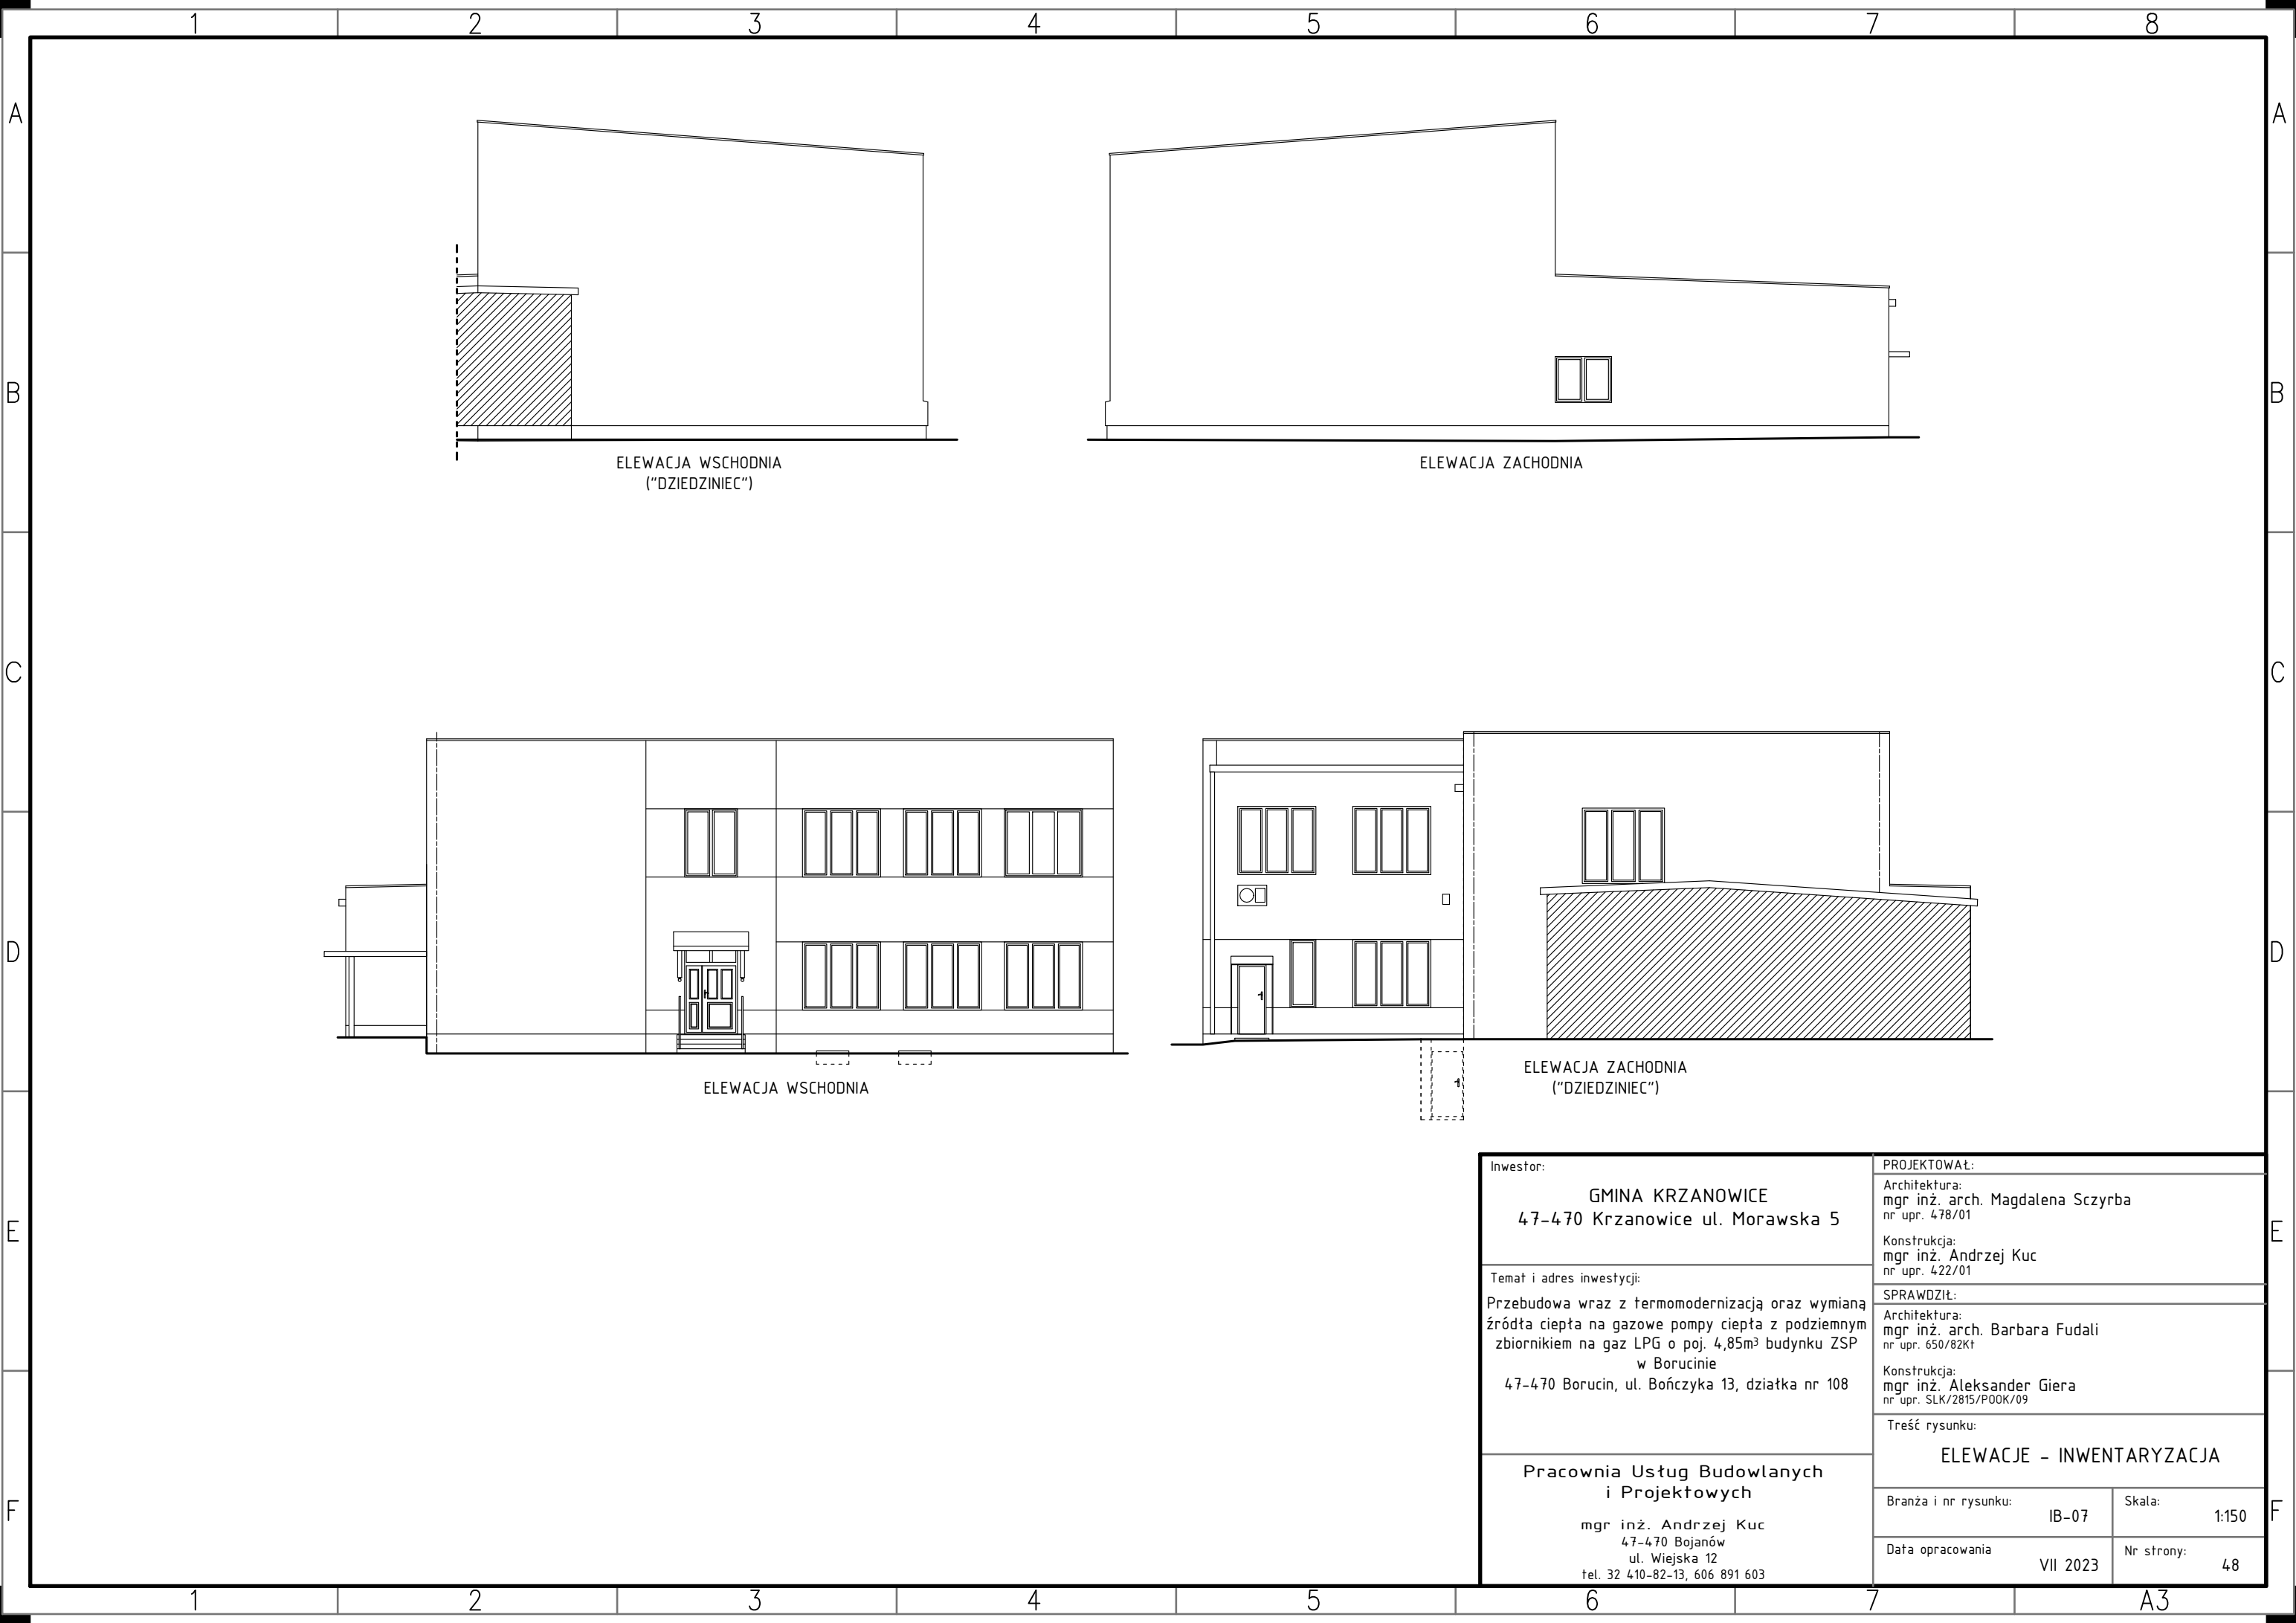 1 2 3 4 5 6 7 8
A A
B B
C C
D D
E E
F F
ELEWACJA WSCHODNIA
("DZIEDZINIEC")
ELEWACJA ZACHODNIA
ELEWACJA WSCHODNIA
ELEWACJA ZACHODNIA
("DZIEDZINIEC")
Inwestor:
GMINA KRZANOWICE
47-470 Krzanowice ul. Morawska 5
Temat i adres inwestycji:
Przebudowa wraz z termomodernizacją oraz wymianą
źródła ciepła na gazowe pompy ciepła z podziemnym
zbiornikiem na gaz LPG o poj. 4,85m³ budynku ZSP
w Borucinie
47-470 Borucin, ul. Bończyka 13, działka nr 108
Pracownia Usług Budowlanych
i Projektowych
mgr inż. Andrzej Kuc
47-470 Bojanów
ul. Wiejska 12
tel. 32 410-82-13, 606 891 603
PROJEKTOWAŁ:
Architektura:
mgr inż. arch. Magdalena Sczyrba
nr upr. 478/01
Konstrukcja:
mgr inż. Andrzej Kuc
nr upr. 422/01
SPRAWDZIŁ:
Architektura:
mgr inż. arch. Barbara Fudali
nr upr. 650/82Kt
Konstrukcja:
mgr inż. Aleksander Giera
nr upr. SLK/2815/POOK/09
Treść rysunku:
ELEWACJE - INWENTARYZACJA
Branża i nr rysunku:
IB-07
Skala:
1:150
Data opracowania
VII 2023
Nr strony:
48
1 2 3 4 5 6 7 A3